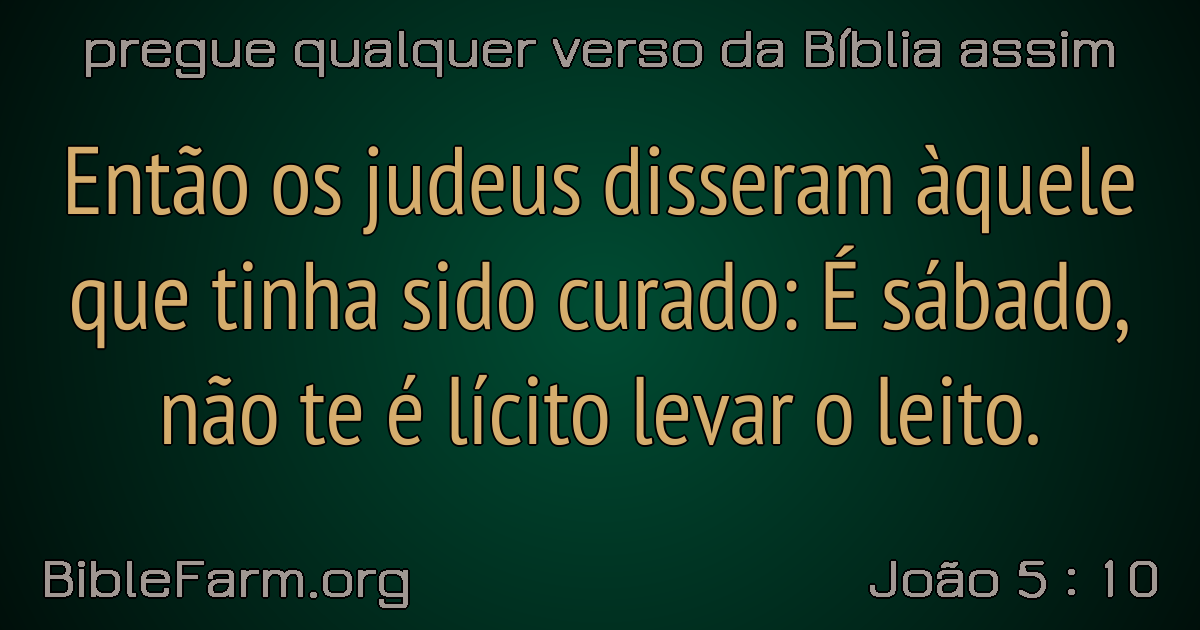 pregue qualquer verso da Bíblia assim
Então os judeus disseram àquele
que tinha sido curado: É sábado,
não te é lícito levar o leito.
BibleFarm.org
João 5 : 10